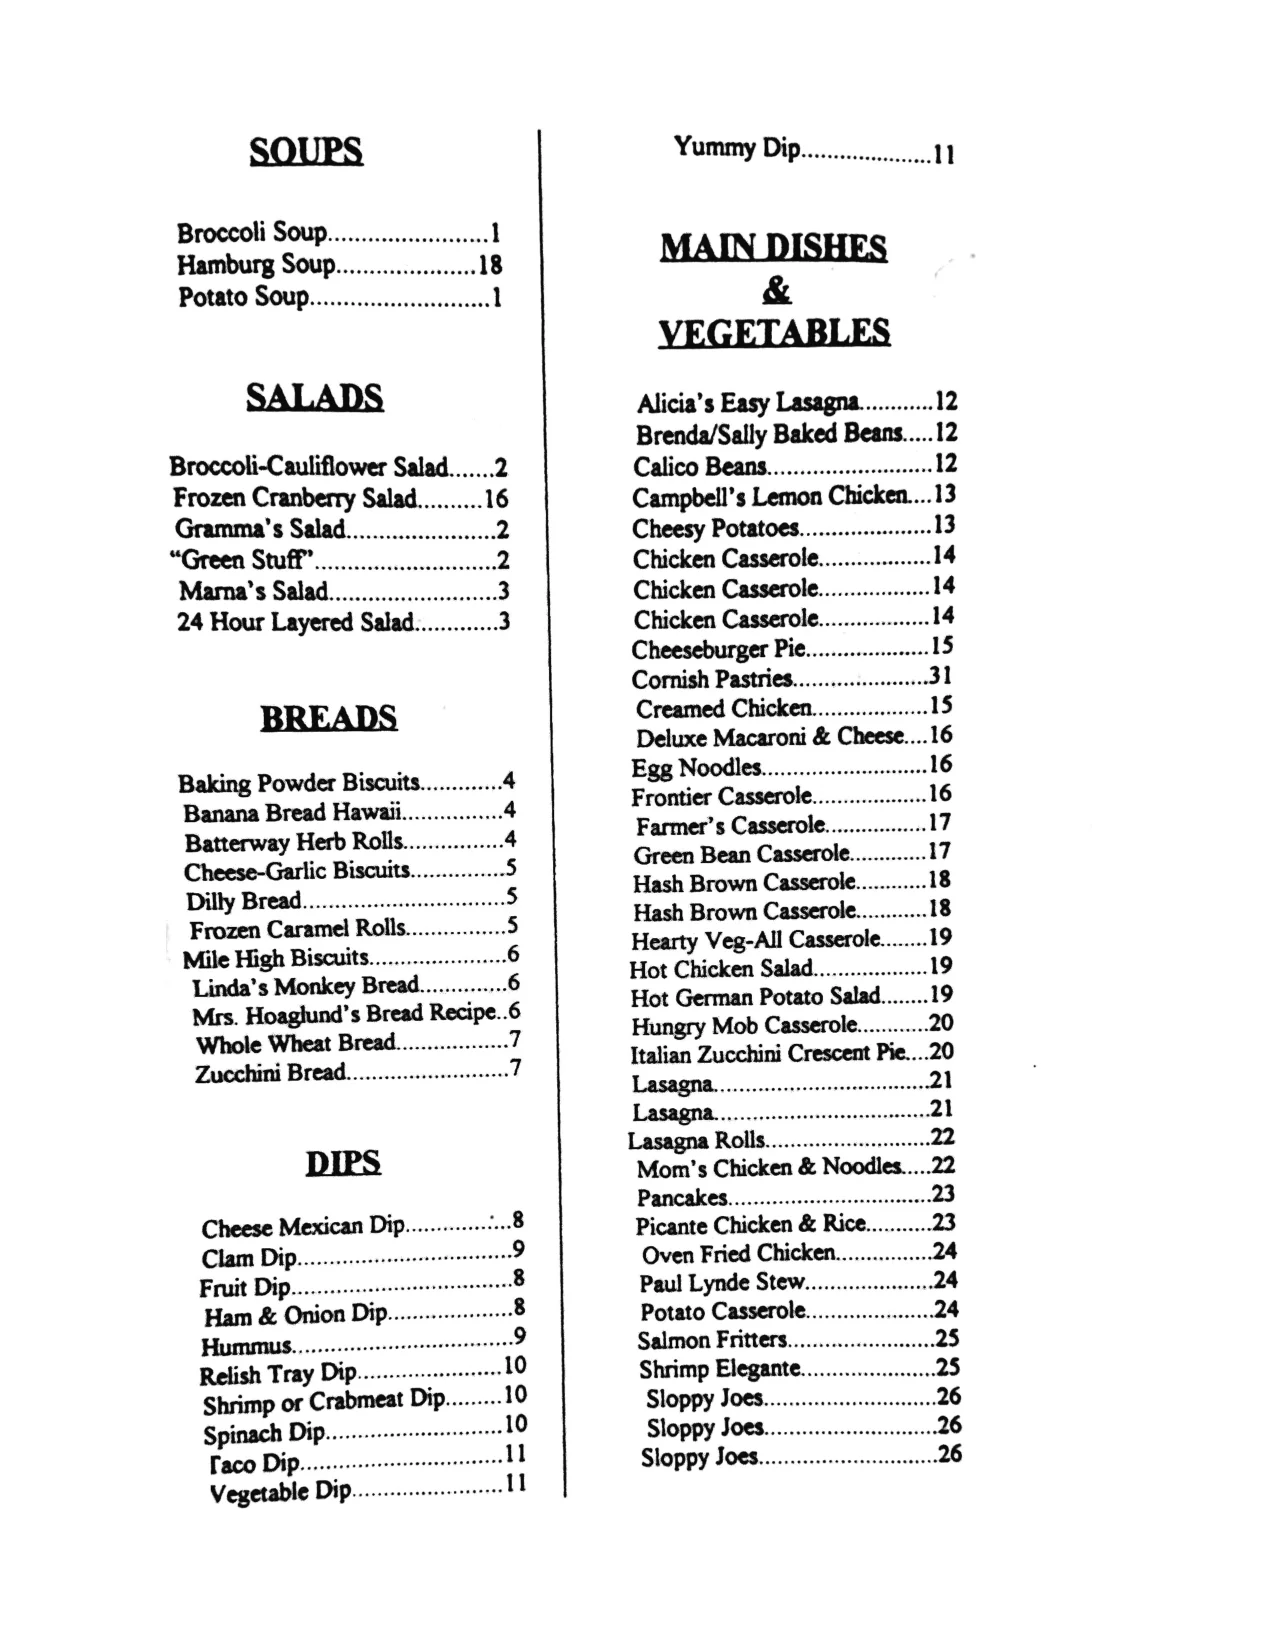 SOUPS
Broccoli Soup........................1
Hamburg Soup.....................18
Potato Soup...........................1
SALADS
Broccoli-Cauliflower Salad.......2
Frozen Cranberry Salad..........16
Gramma's Salad.......................2
"Green Stuff"............................2
Mama's Salad..........................3
24 Hour Layered Salad.............3
BREADS
Baking Powder Biscuits.............4
Banana Bread Hawaii................4
Batterway Herb Rolls................4
Cheese-Garlic Biscuits...............5
Dilly Bread...............................5
Frozen Caramel Rolls................5
Mile High Biscuits.....................6
Linda's Monkey Bread..............6
Mrs. Hoaglund's Bread Recipe..6
Whole Wheat Bread..................7
Zucchini Bread.........................7
DIPS
Cheese Mexican Dip................8
Clam Dip.................................9
Fruit Dip..................................8
Ham & Onion Dip...................8
Hummus..................................9
Relish Tray Dip......................10
Shrimp or Crabmeat Dip.........10
Spinach Dip...........................10
Taco Dip...............................11
Vegetable Dip.......................11
Yummy Dip.....................11
MAIN DISHES
&
VEGETABLES
Alicia's Easy Lasagna............12
Brenda/Sally Baked Beans.....12
Calico Beans.........................12
Campbell's Lemon Chicken....13
Cheesy Potatoes....................13
Chicken Casserole.................14
Chicken Casserole.................14
Chicken Casserole.................14
Cheeseburger Pie...................15
Cornish Pastries.....................31
Creamed Chicken..................15
Deluxe Macaroni & Cheese....16
Egg Noodles.........................16
Frontier Casserole..................16
Farmer's Casserole................17
Green Bean Casserole............17
Hash Brown Casserole...........18
Hash Brown Casserole...........18
Hearty Veg-All Casserole.......19
Hot Chicken Salad..................19
Hot German Potato Salad.......19
Hungry Mob Casserole...........20
Italian Zucchini Crescent Pie...20
Lasagna.................................21
Lasagna.................................21
Lasagna Rolls.........................22
Mom's Chicken & Noodles.....22
Pancakes...............................23
Picante Chicken & Rice..........23
Oven Fried Chicken...............24
Paul Lynde Stew....................24
Potato Casserole....................24
Salmon Fritters......................25
Shrimp Elegante.....................25
Sloppy Joes..........................26
Sloppy Joes..........................26
Sloppy Joes...........................26